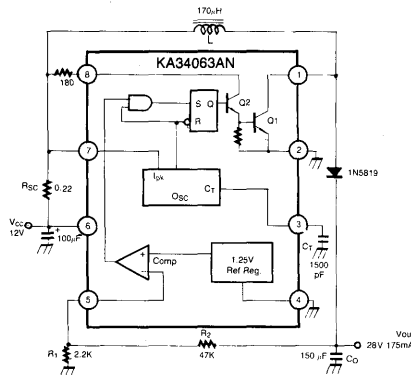 170μH
L
KA34063AN
180
8
1
S Q
R
Q2
Q1
7
2
Ipk
OSC
CT
RSC 0.22
1N5819
VCC
12V
6
+
100μF
3
CT
1500
pF
+
-
Comp
1.25V
Ref Reg.
5
4
R1 2.2K
R2
47K
150 μF
CO
Vou
28V 175mA